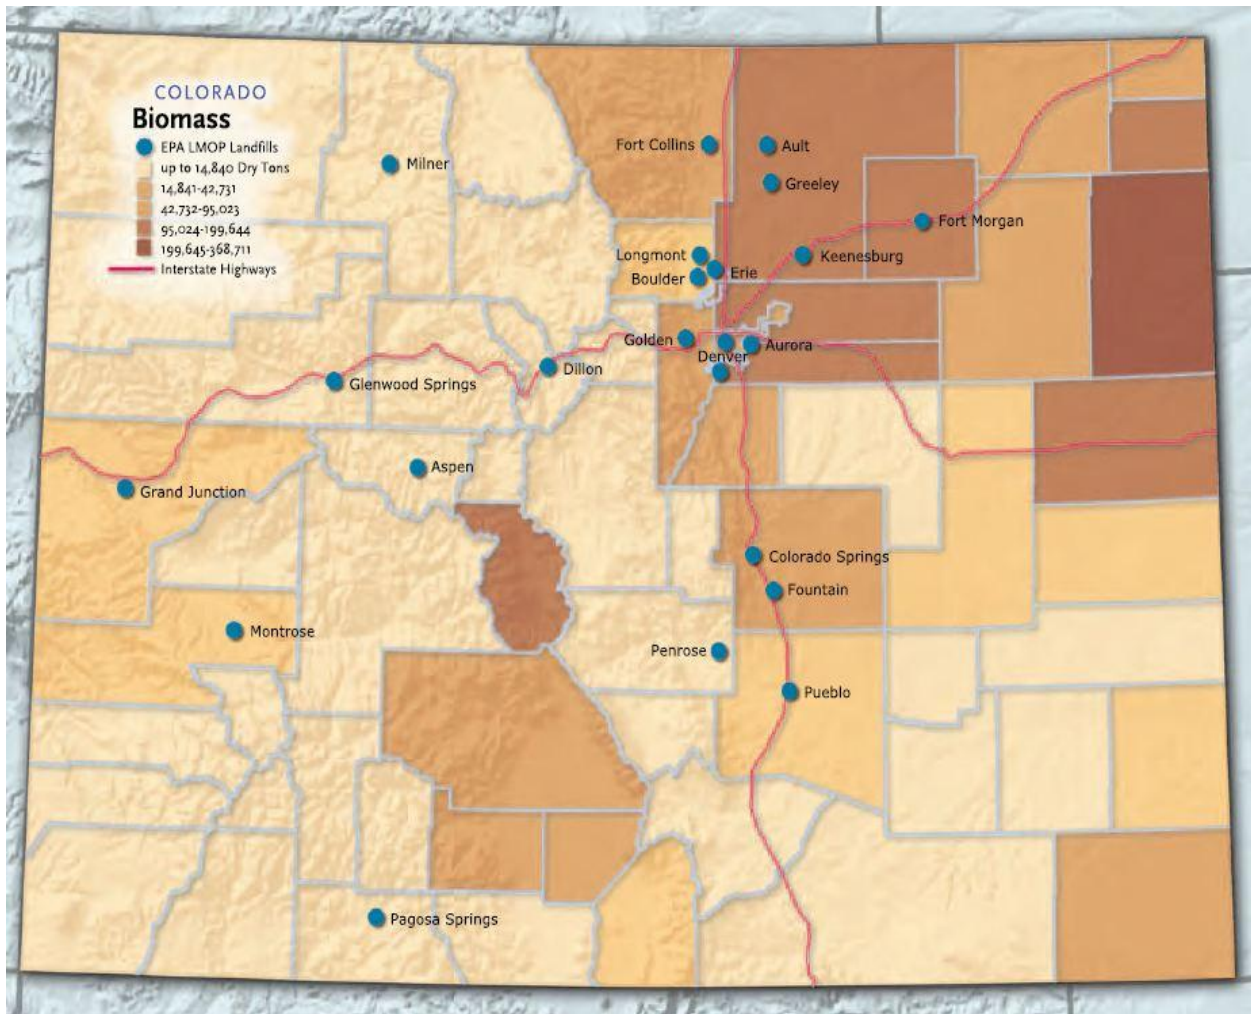 COLORADO
Biomass
EPA LMOP Landfills
up to 14,840 Dry Tons
14,841-42,731
42,732-95,023
95,024-199,644
199,645-368,711
Interstate Highways
Milner
Fort Collins
Ault
Greeley
Fort Morgan
Longmont
Keenesburg
Erie
Boulder
Golden
Aurora
Denver
Dillon
Glenwood Springs
Aspen
Grand Junction
Colorado Springs
Fountain
Montrose
Penrose
Pueblo
Pagosa Springs